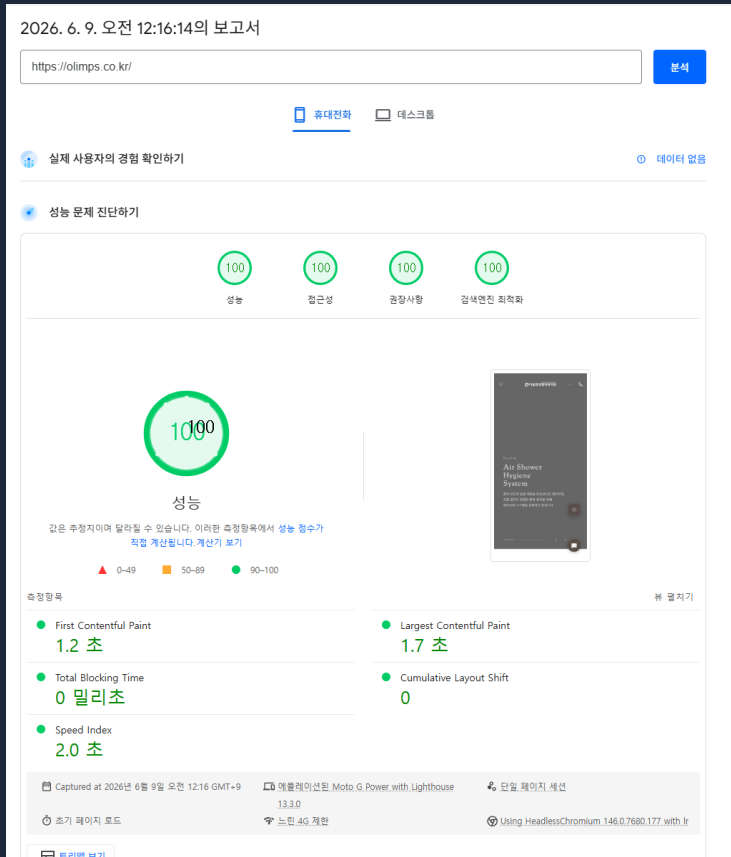 2026. 6. 9. 오전 12:16:14의 보고서
https://olimps.co.kr/
분석
휴대전화
데스크톱
실제 사용자의 경험 확인하기
데이터 없음
성능 문제 진단하기
100
100
100
100
성능
접근성
권장사항
검색엔진 최적화
100
100
성능
값은 추정치이며 달라질 수 있습니다. 이러한 측정항목에서 성능 점수가
직접 계산됩니다.계산기 보기
0–49
50–89
90–100
Air Shower
Hygiene
System
측정항목
뷰 펼치기
First Contentful Paint
1.2 초
Largest Contentful Paint
1.7 초
Total Blocking Time
0 밀리초
Cumulative Layout Shift
0
Speed Index
2.0 초
Captured at 2026년 6월 9일 오전 12:16 GMT+9
에뮬레이션된 Moto G Power with Lighthouse
13.3.0
단일 페이지 세션
초기 페이지 로드
느린 4G 제한
Using HeadlessChromium 146.0.7680.177 with lr
트리맵 보기